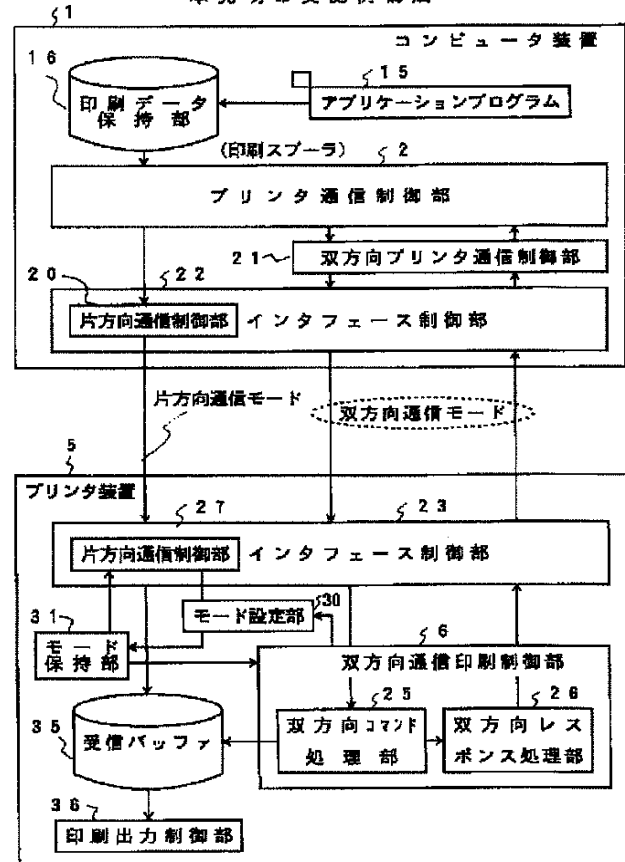 1
コンピュータ装置
16
印刷データ
保持部
15
アプリケーションプログラム
(印刷スプーラ)
2
プリンタ通信制御部
21
双方向プリンタ通信制御部
20
22
片方向通信制御部
インタフェース制御部
片方向通信モード
双方向通信モード
5
プリンタ装置
27
23
片方向通信制御部
インタフェース制御部
31
モード
保持部
モード設定部
30
6
双方向通信印刷制御部
25
双方向コマンド
処理部
26
双方向レス
ポンス処理部
35
受信バッファ
36
印刷出力制御部